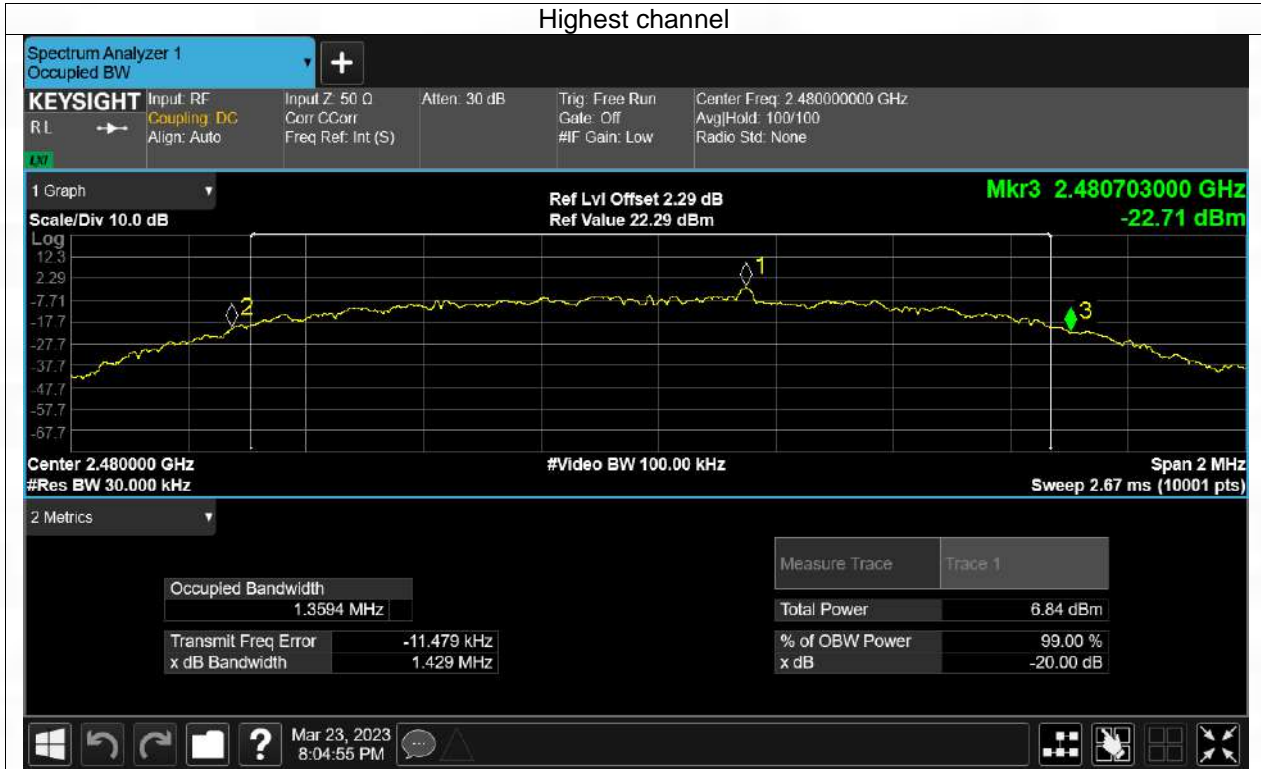 Highest channel
Spectrum Analyzer 1
Occupied BW
+
KEYSIGHT
RL
LXI
Input: RF
Coupling: DC
Align: Auto
Input Z: 50 Ω
Corr CCorr
Freq Ref: Int (S)
Atten: 30 dB
Trig: Free Run
Gate: Off
#IF Gain: Low
Center Freq: 2.480000000 GHz
Avg|Hold: 100/100
Radio Std: None
1 Graph
Scale/Div 10.0 dB
Ref Lvl Offset 2.29 dB
Ref Value 22.29 dBm
Mkr3 2.480703000 GHz
-22.71 dBm
Log
12.3
2.29
-7.71
-17.7
-27.7
-37.7
-47.7
-57.7
-67.7
1
2
3
Center 2.480000 GHz
#Res BW 30.000 kHz
#Video BW 100.00 kHz
Span 2 MHz
Sweep 2.67 ms (10001 pts)
2 Metrics
Measure Trace Trace 1
Occupied Bandwidth
1.3594 MHz
Total Power 6.84 dBm
Transmit Freq Error -11.479 kHz
% of OBW Power 99.00 %
x dB Bandwidth 1.429 MHz
x dB -20.00 dB
?
Mar 23, 2023
8:04:55 PM